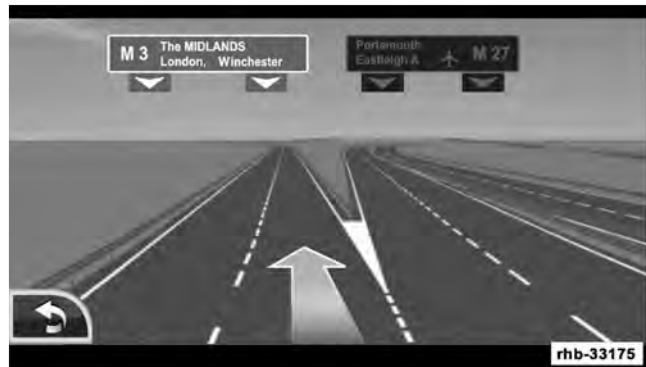 M 3
The MIDLANDS
London, Winchester
Portsmouth
Eastleigh A
M 27
rhb-33175